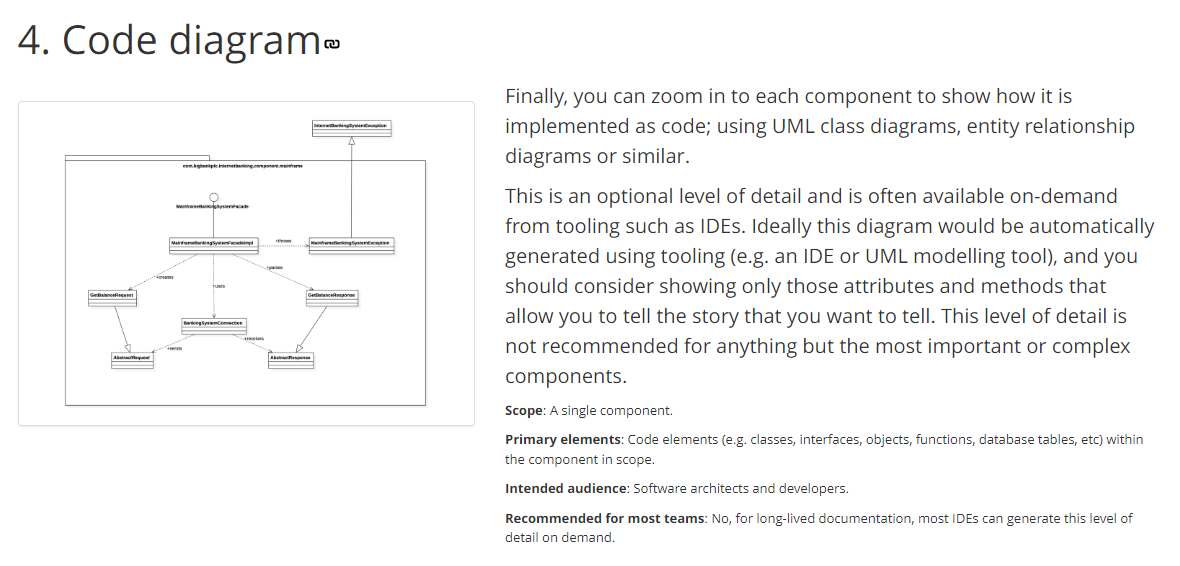 4. Code diagram
InternetBankingSystemException
com.bigbankplc.internetbanking.component.mainframe
MainframeBankingSystemFacade
MainframeBankingSystemFacadeImpl
+throws
MainframeBankingSystemException
+creates
+parses
+uses
GetBalanceRequest
GetBalanceResponse
BankingSystemConnection
+sends
+receives
AbstractRequest
AbstractResponse
Finally, you can zoom in to each component to show how it is
implemented as code; using UML class diagrams, entity relationship
diagrams or similar.
This is an optional level of detail and is often available on-demand
from tooling such as IDEs. Ideally this diagram would be automatically
generated using tooling (e.g. an IDE or UML modelling tool), and you
should consider showing only those attributes and methods that
allow you to tell the story that you want to tell. This level of detail is
not recommended for anything but the most important or complex
components.
Scope: A single component.
Primary elements: Code elements (e.g. classes, interfaces, objects, functions, database tables, etc) within
the component in scope.
Intended audience: Software architects and developers.
Recommended for most teams: No, for long-lived documentation, most IDEs can generate this level of
detail on demand.